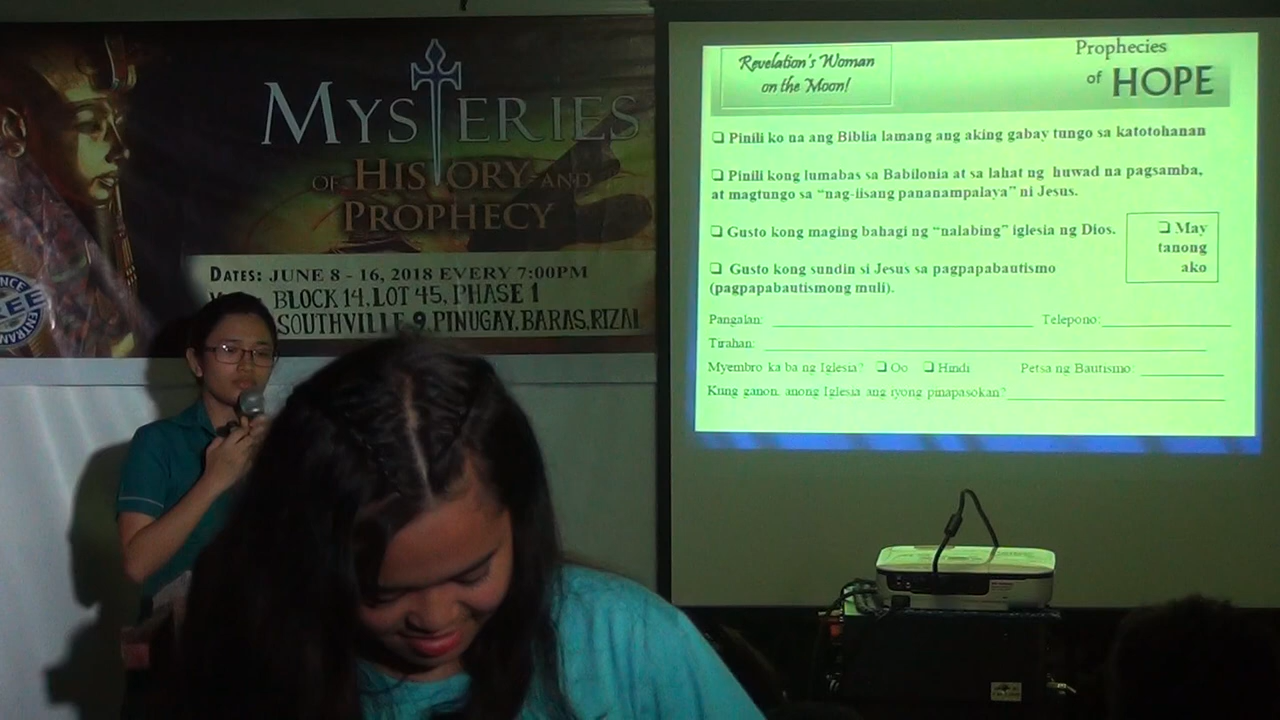 MYSTERIES
OF HISTORY AND
PROPHECY
DATES: JUNE 8 - 16, 2018 EVERY 7:00PM
BLOCK 14, LOT 45, PHASE 1
SOUTHVILLE 9, PINUGAY, BARAS, RIZAL
Revelation's Woman
on the Moon!
Prophecies
of HOPE
❑ Pinili ko na ang Biblia lamang ang aking gabay tungo sa katotohanan
❑ Pinili kong lumabas sa Babilonia at sa lahat ng huwad na pagsamba,
at magtungo sa “nag-iisang pananampalaya” ni Jesus.
❑ Gusto kong maging bahagi ng “nalabing” iglesia ng Dios.
❑ Gusto kong sundin si Jesus sa pagpapabautismo
(pagpapabautismong muli).
❑ May
tanong
ako
Pangalan: Telepono:
Tirahan:
Myembro ka ba ng Iglesia? ❑ Oo ❑ Hindi Petsa ng Bautismo:
Kung ganon, anong Iglesia ang iyong pinapasokan?